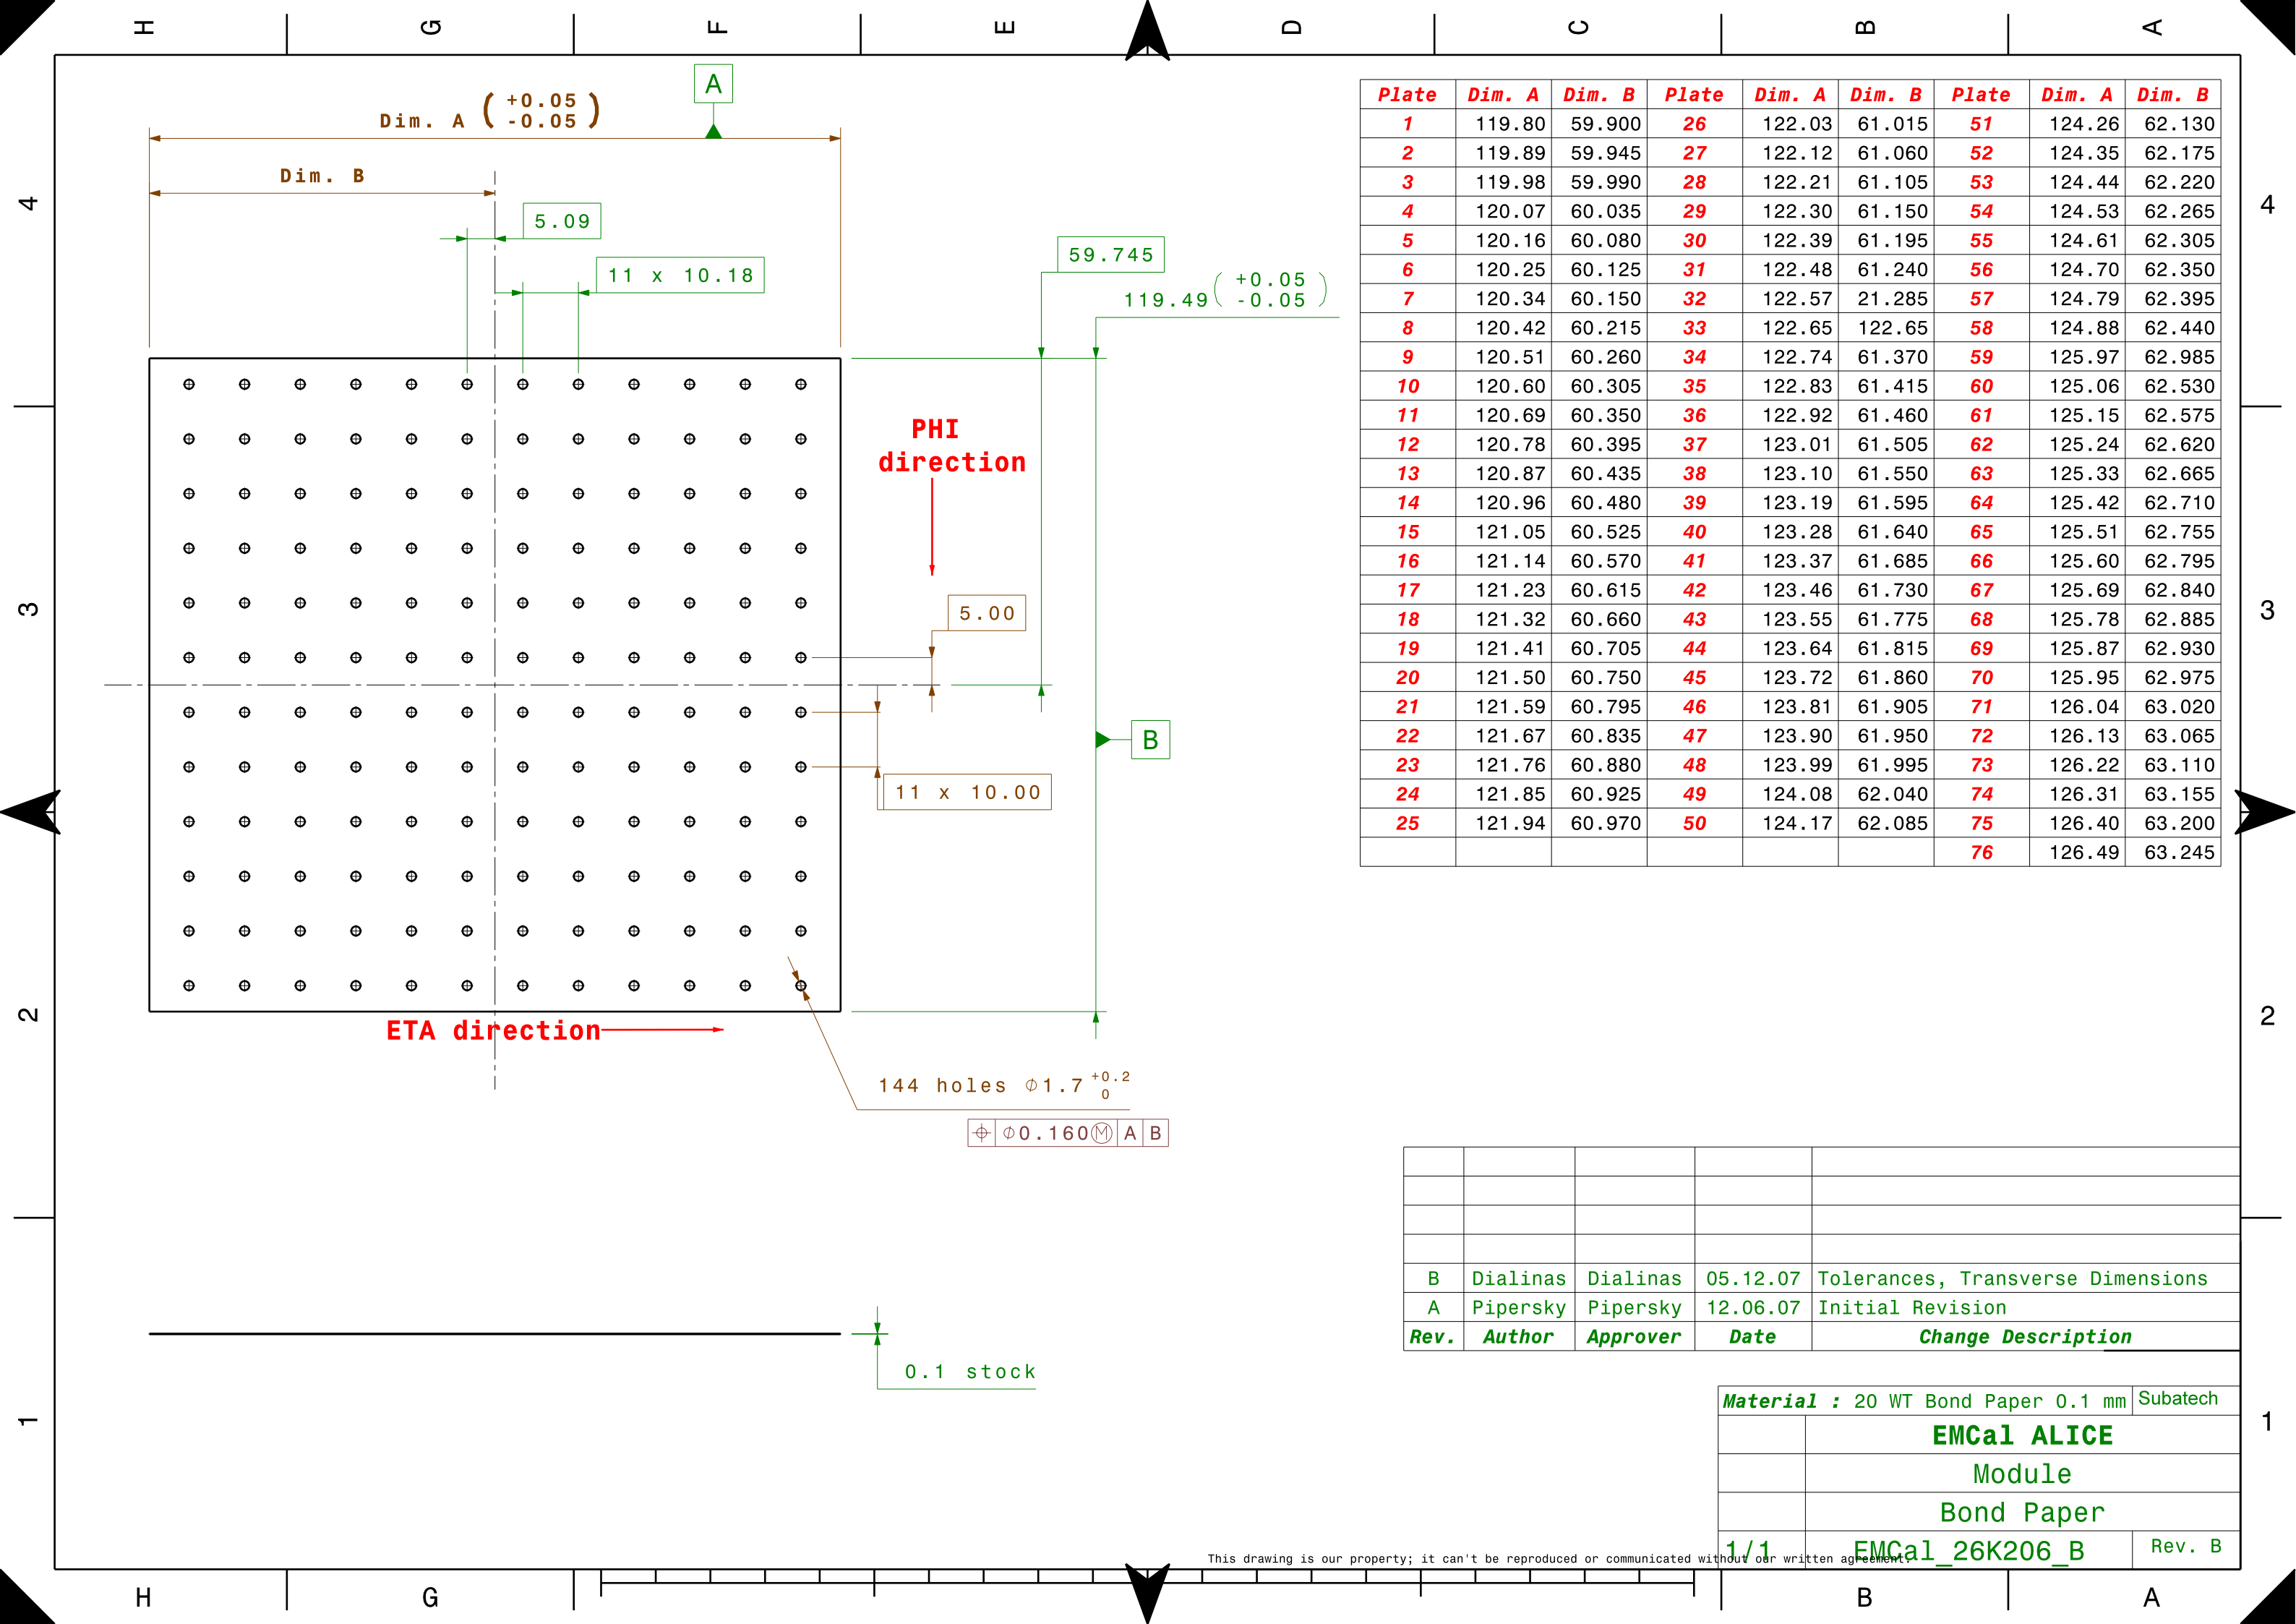 H G F E D C B A
A
Dim. A ( +0.05 -0.05 )
Dim. B
5.09
11 x 10.18
59.745
119.49 ( +0.05 -0.05 )
4 4
PHI
direction
3 3
5.00
B
11 x 10.00
2 2
ETA direction
144 holes ⌀1.7 +0.2 0
⌖ ⌀0.160Ⓜ A B
0.1 stock
1 1
Plate Dim. A Dim. B Plate Dim. A Dim. B Plate Dim. A Dim. B
1 119.80 59.900 26 122.03 61.015 51 124.26 62.130
2 119.89 59.945 27 122.12 61.060 52 124.35 62.175
3 119.98 59.990 28 122.21 61.105 53 124.44 62.220
4 120.07 60.035 29 122.30 61.150 54 124.53 62.265
5 120.16 60.080 30 122.39 61.195 55 124.61 62.305
6 120.25 60.125 31 122.48 61.240 56 124.70 62.350
7 120.34 60.150 32 122.57 21.285 57 124.79 62.395
8 120.42 60.215 33 122.65 122.65 58 124.88 62.440
9 120.51 60.260 34 122.74 61.370 59 125.97 62.985
10 120.60 60.305 35 122.83 61.415 60 125.06 62.530
11 120.69 60.350 36 122.92 61.460 61 125.15 62.575
12 120.78 60.395 37 123.01 61.505 62 125.24 62.620
13 120.87 60.435 38 123.10 61.550 63 125.33 62.665
14 120.96 60.480 39 123.19 61.595 64 125.42 62.710
15 121.05 60.525 40 123.28 61.640 65 125.51 62.755
16 121.14 60.570 41 123.37 61.685 66 125.60 62.795
17 121.23 60.615 42 123.46 61.730 67 125.69 62.840
18 121.32 60.660 43 123.55 61.775 68 125.78 62.885
19 121.41 60.705 44 123.64 61.815 69 125.87 62.930
20 121.50 60.750 45 123.72 61.860 70 125.95 62.975
21 121.59 60.795 46 123.81 61.905 71 126.04 63.020
22 121.67 60.835 47 123.90 61.950 72 126.13 63.065
23 121.76 60.880 48 123.99 61.995 73 126.22 63.110
24 121.85 60.925 49 124.08 62.040 74 126.31 63.155
25 121.94 60.970 50 124.17 62.085 75 126.40 63.200
76 126.49 63.245
B Dialinas Dialinas 05.12.07 Tolerances, Transverse Dimensions
A Pipersky Pipersky 12.06.07 Initial Revision
Rev. Author Approver Date Change Description
Material : 20 WT Bond Paper 0.1 mm Subatech
EMCal ALICE
Module
Bond Paper
1/1 EMCal_26K206_B Rev. B
This drawing is our property; it can't be reproduced or communicated without our written agreement.
H G B A